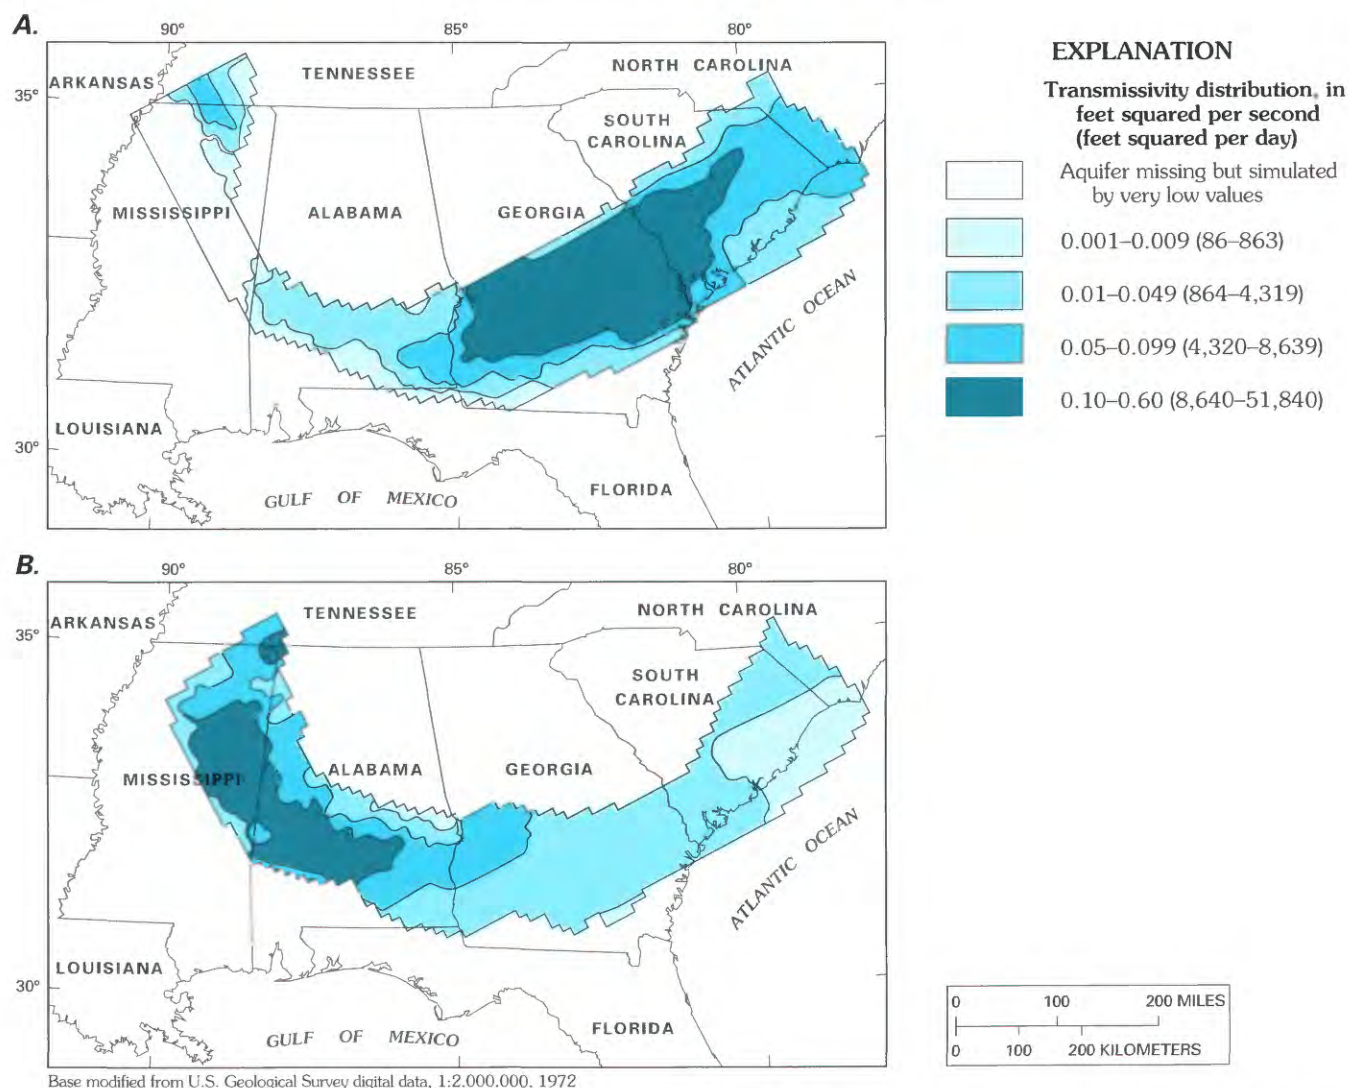 A.
90° 85° 80°
ARKANSAS
TENNESSEE
NORTH CAROLINA
35°
SOUTH
CAROLINA
MISSISSIPPI
ALABAMA
GEORGIA
ATLANTIC OCEAN
LOUISIANA
30°
FLORIDA
GULF OF MEXICO
EXPLANATION
Transmissivity distribution, in
feet squared per second
(feet squared per day)
Aquifer missing but simulated
by very low values
0.001–0.009 (86–863)
0.01–0.049 (864–4,319)
0.05–0.099 (4,320–8,639)
0.10–0.60 (8,640–51,840)
B.
90° 85° 80°
ARKANSAS
TENNESSEE
NORTH CAROLINA
35°
SOUTH
CAROLINA
MISSISSIPPI
ALABAMA
GEORGIA
ATLANTIC OCEAN
LOUISIANA
30°
FLORIDA
GULF OF MEXICO
0 100 200 MILES
0 100 200 KILOMETERS
Base modified from U.S. Geological Survey digital data, 1:2,000,000, 1972